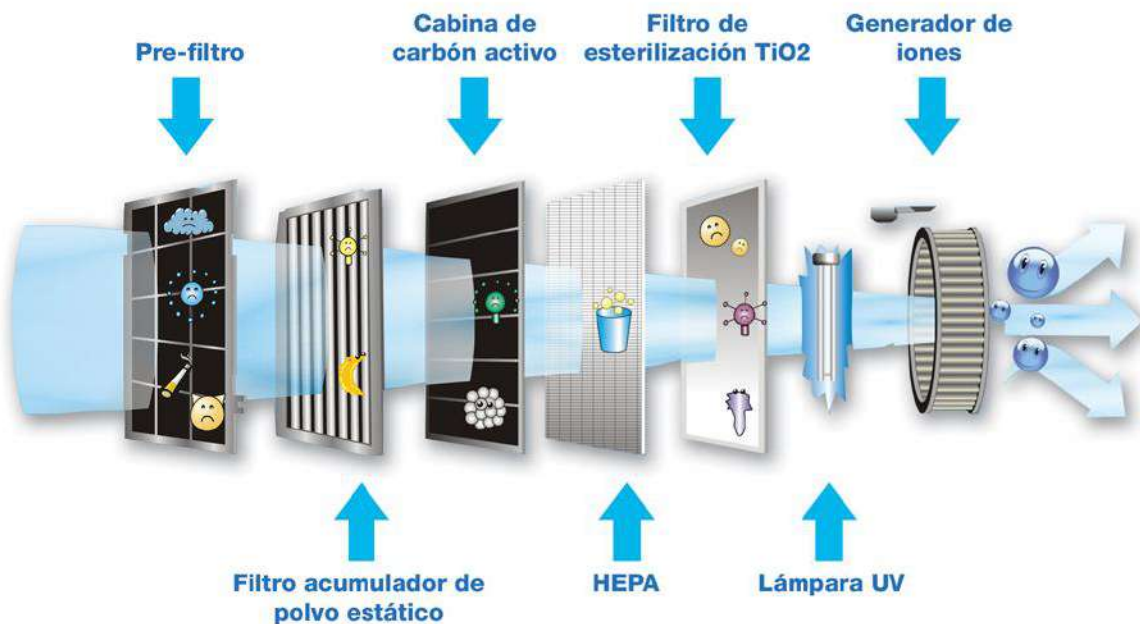 Pre-filtro
Cabina de
carbón activo
Filtro de
esterilización TiO2
Generador de
iones
Filtro acumulador de
polvo estático
HEPA
Lámpara UV